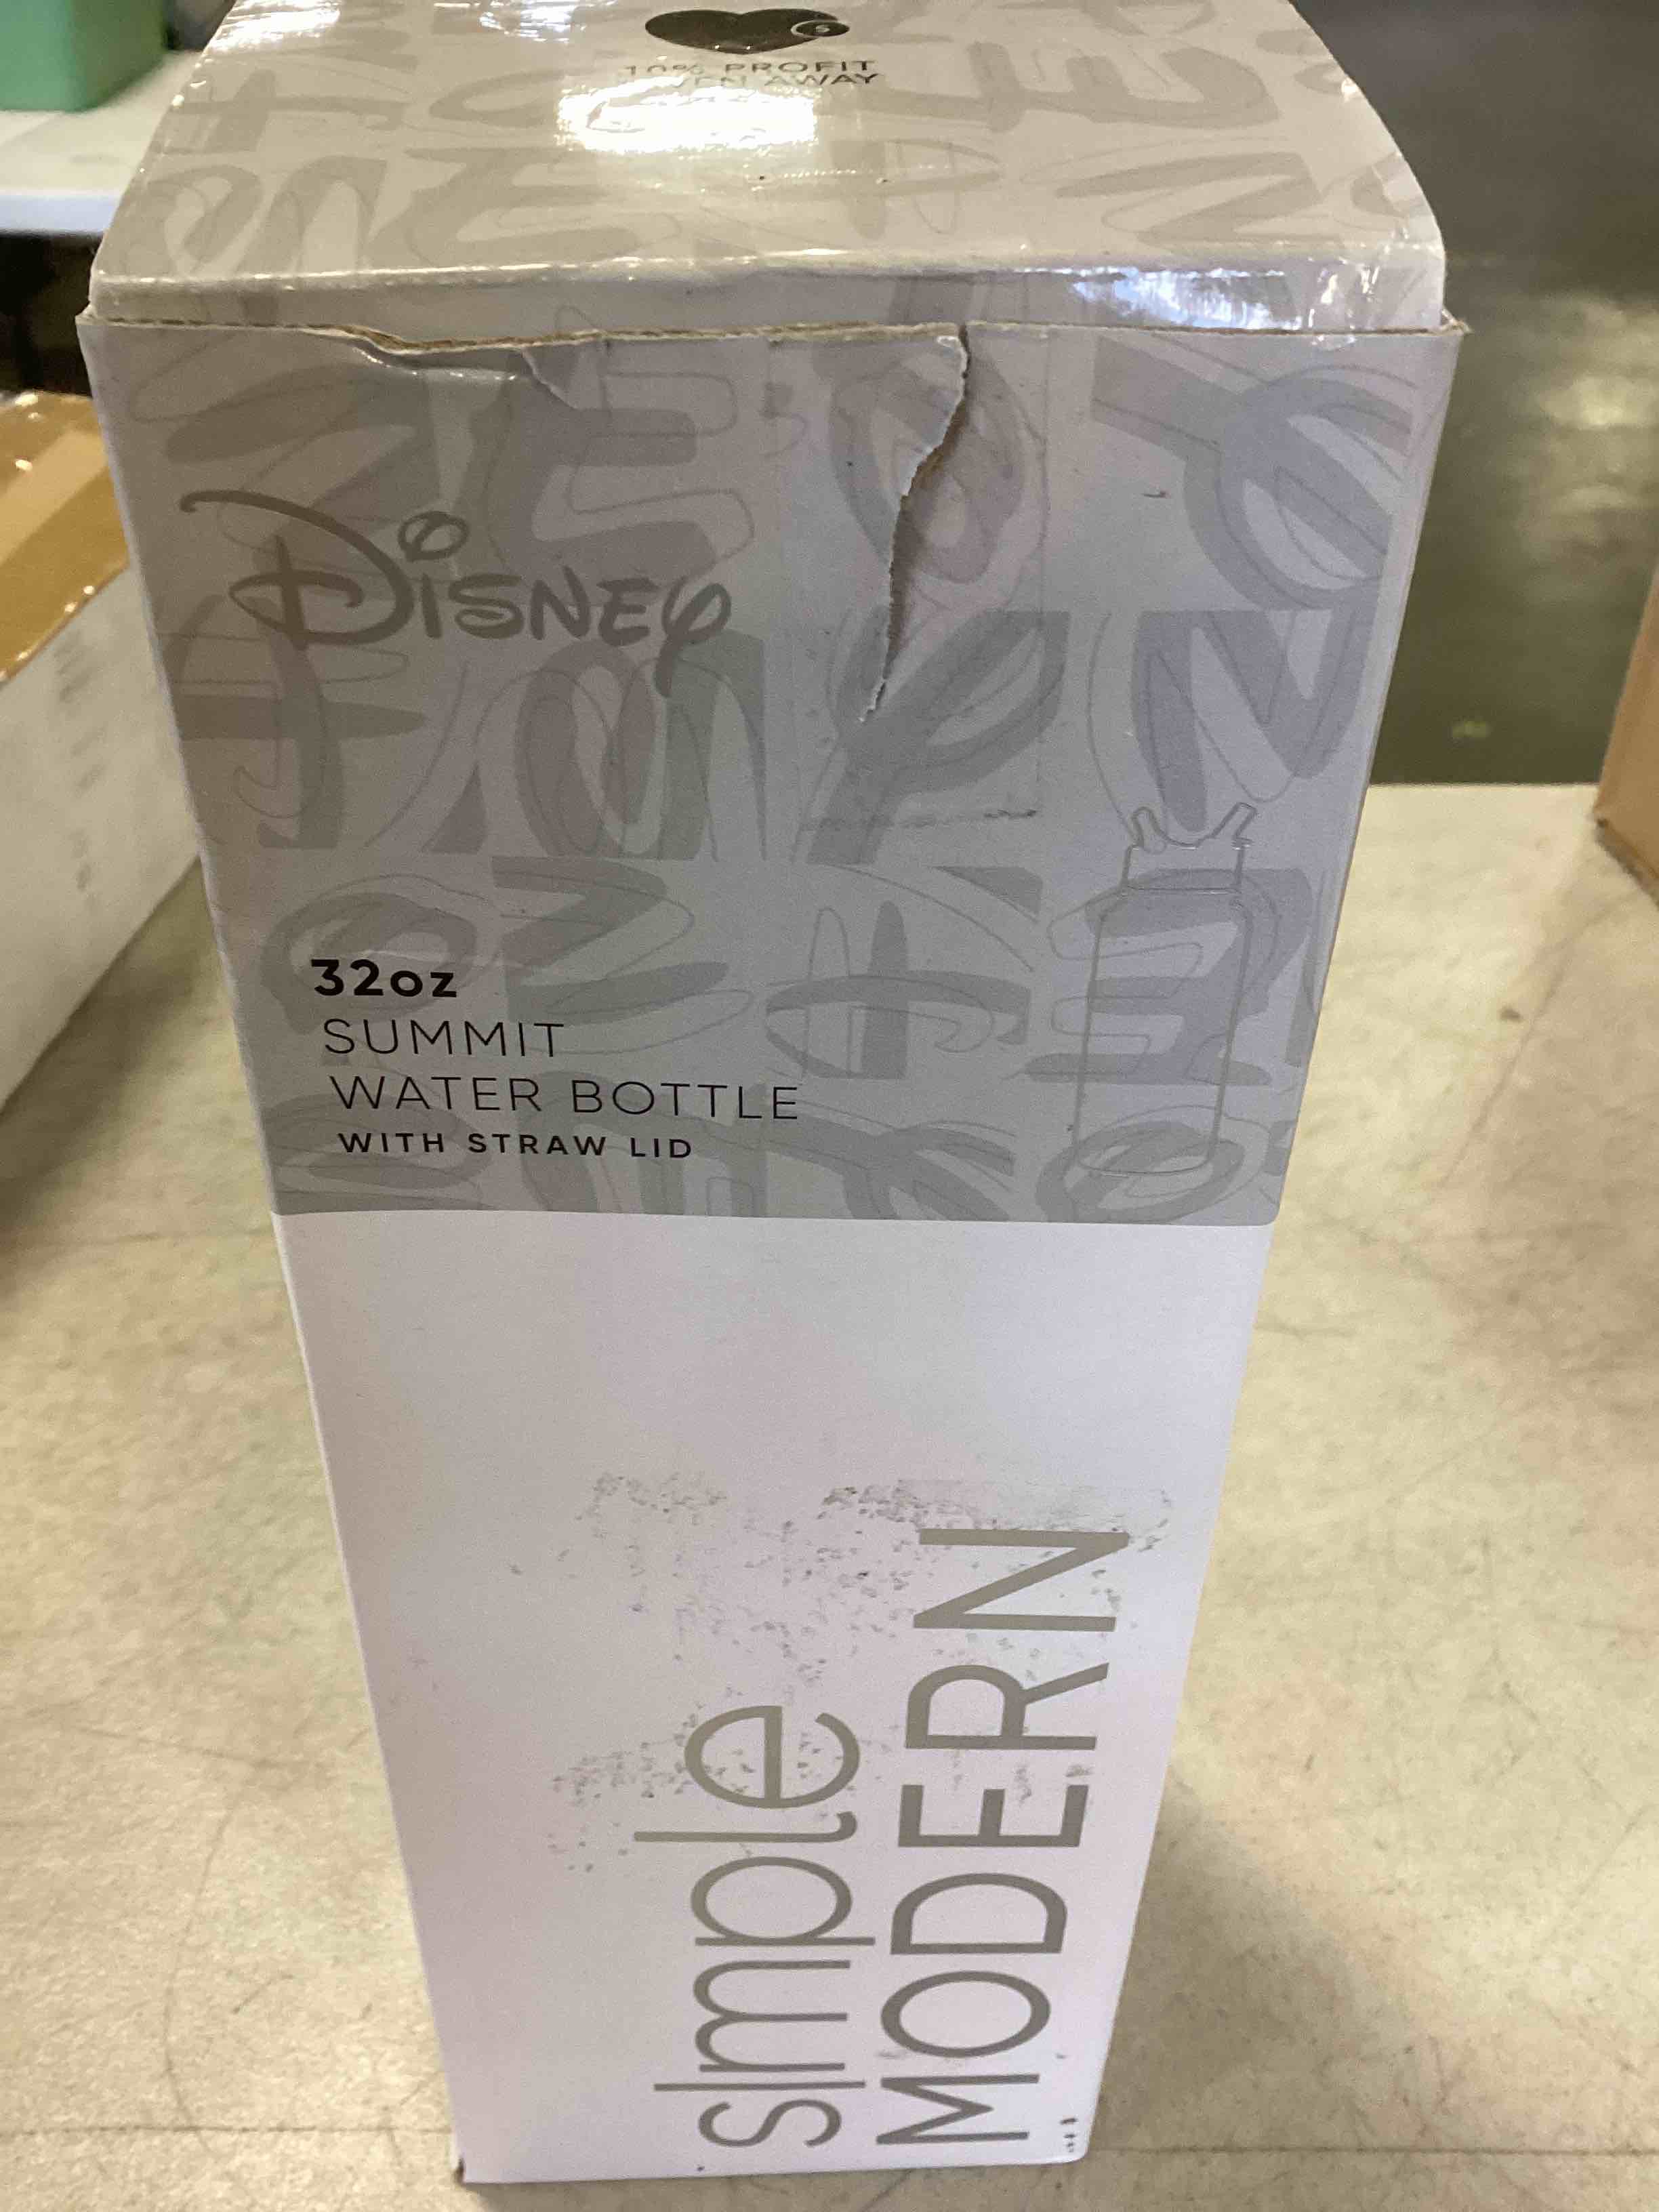 10% PROFIT
GIVEN AWAY
DISNEY
32oz
SUMMIT
WATER BOTTLE
WITH STRAW LID
simple
MODERN